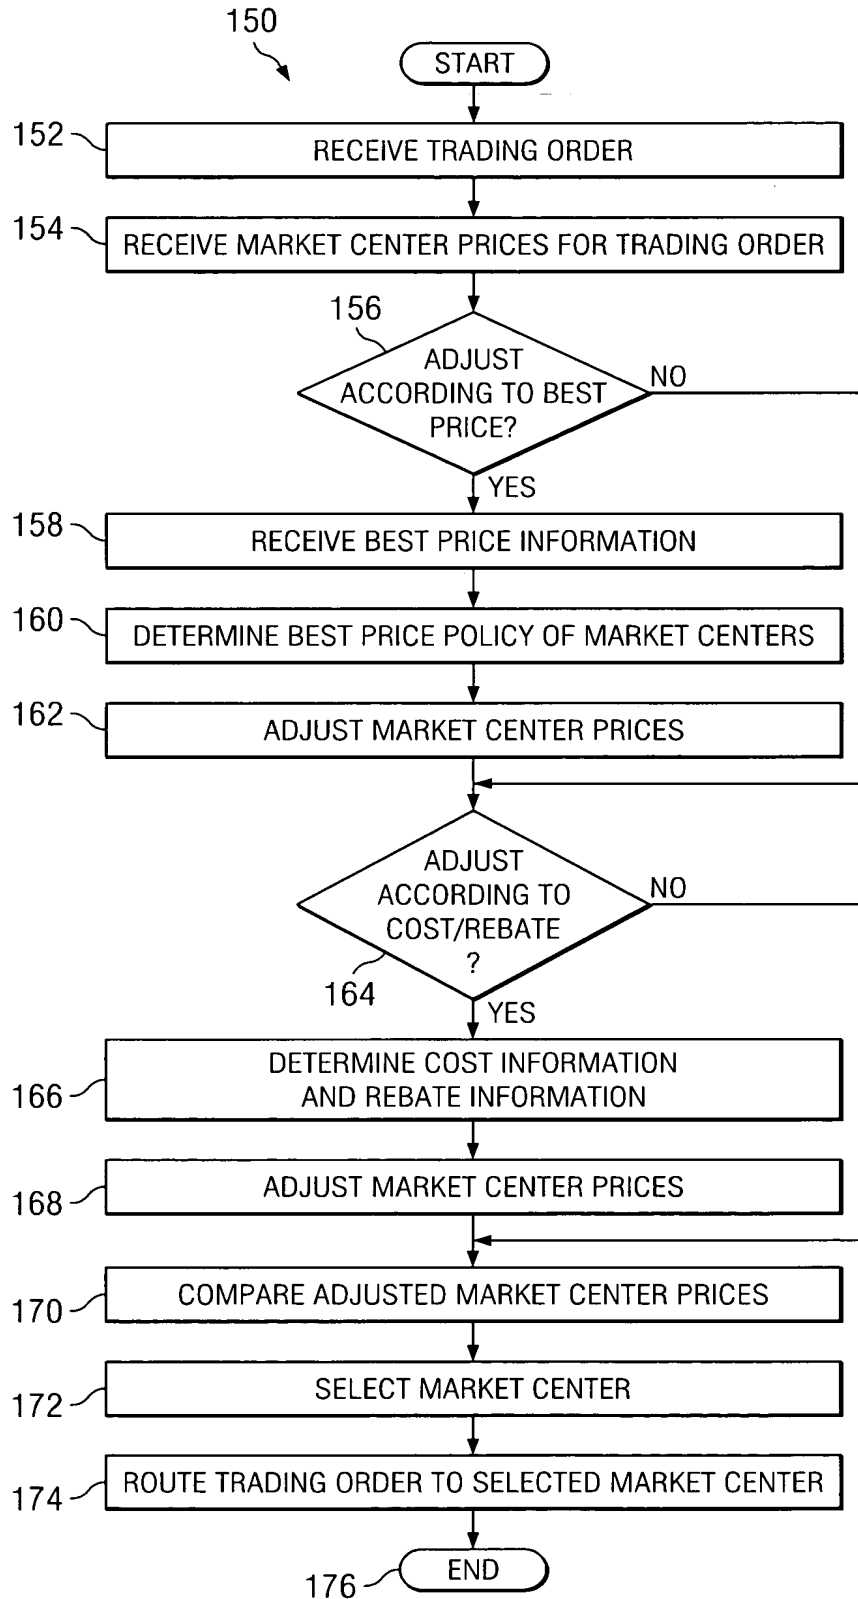 150
START
152
RECEIVE TRADING ORDER
154
RECEIVE MARKET CENTER PRICES FOR TRADING ORDER
156
ADJUST
ACCORDING TO BEST
PRICE?
NO
YES
158
RECEIVE BEST PRICE INFORMATION
160
DETERMINE BEST PRICE POLICY OF MARKET CENTERS
162
ADJUST MARKET CENTER PRICES
ADJUST
ACCORDING TO
COST/REBATE
?
NO
164
YES
DETERMINE COST INFORMATION
AND REBATE INFORMATION
166
ADJUST MARKET CENTER PRICES
168
COMPARE ADJUSTED MARKET CENTER PRICES
170
SELECT MARKET CENTER
172
ROUTE TRADING ORDER TO SELECTED MARKET CENTER
174
END
176